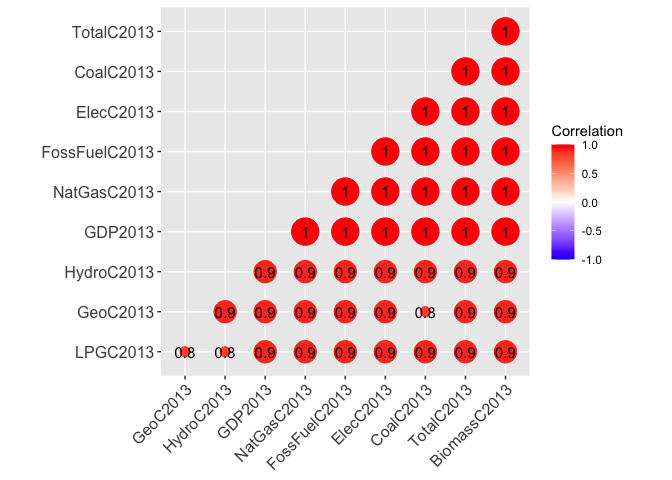 TotalC2013 1
CoalC2013 1 1
ElecC2013 1 1 1
FossFuelC2013 1 1 1 1
NatGasC2013 1 1 1 1 1
GDP2013 1 1 1 1 1 1
HydroC2013 0.9 0.9 0.9 0.9 0.9 0.9 0.9
GeoC2013 0.9 0.9 0.9 0.9 0.9 0.8 0.9 0.9
LPGC2013 0.8 0.8 0.9 0.9 0.9 0.9 0.9 0.9 0.9
GeoC2013
HydroC2013
GDP2013
NatGasC2013
FossFuelC2013
ElecC2013
CoalC2013
TotalC2013
BiomassC2013
Correlation
1.0
0.5
0.0
-0.5
-1.0